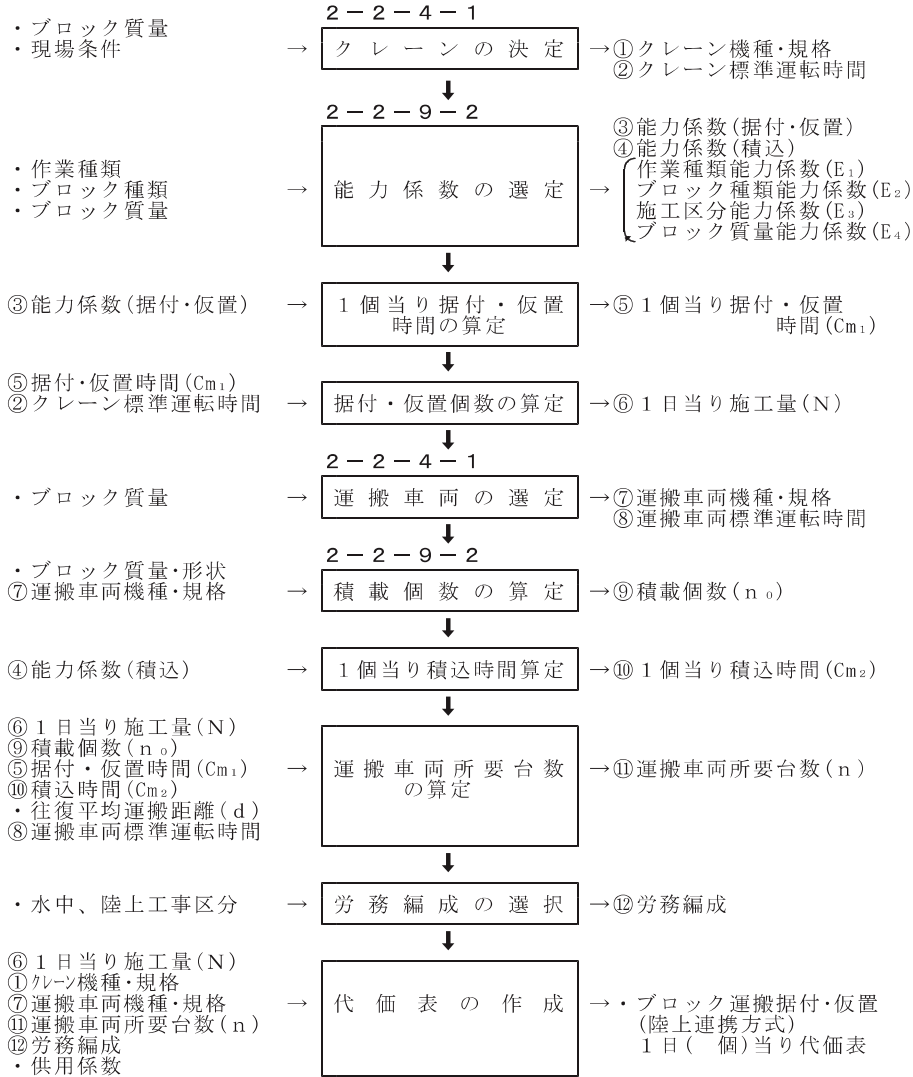 ２－２－４－１
・ブロック質量
・現場条件 → クレーンの決定 →①クレーン機種・規格
②クレーン標準運転時間
２－２－９－２
③能力係数(据付・仮置)
④能力係数(積込)
・作業種類 作業種類能力係数(E₁)
・ブロック種類 → 能力係数の選定 → ブロック種類能力係数(E₂)
・ブロック質量 施工区分能力係数(E₃)
ブロック質量能力係数(E₄)
③能力係数(据付・仮置) → １個当り据付・仮置 →⑤１個当り据付・仮置
時間の算定 時間(Cm₁)
⑤据付・仮置時間(Cm₁)
②クレーン標準運転時間 → 据付・仮置個数の算定 →⑥１日当り施工量(Ｎ)
２－２－４－１
・ブロック質量 → 運搬車両の選定 →⑦運搬車両機種・規格
⑧運搬車両標準運転時間
２－２－９－２
・ブロック質量・形状
⑦運搬車両機種・規格 → 積載個数の算定 →⑨積載個数(ｎ₀)
④能力係数(積込) → １個当り積込時間算定 →⑩１個当り積込時間(Cm₂)
⑥１日当り施工量(Ｎ)
⑨積載個数(ｎ₀)
⑤据付・仮置時間(Cm₁) → 運搬車両所要台数 →⑪運搬車両所要台数(ｎ)
⑩積込時間(Cm₂) の算定
・往復平均運搬距離(ｄ)
⑧運搬車両標準運転時間
・水中、陸上工事区分 → 労務編成の選択 →⑫労務編成
⑥１日当り施工量(Ｎ)
①ｸﾚｰﾝ機種・規格
⑦運搬車両機種・規格 → 代価表の作成 →・ブロック運搬据付・仮置
⑪運搬車両所要台数(ｎ) (陸上連携方式)
⑫労務編成 １日(　個)当り代価表
・供用係数